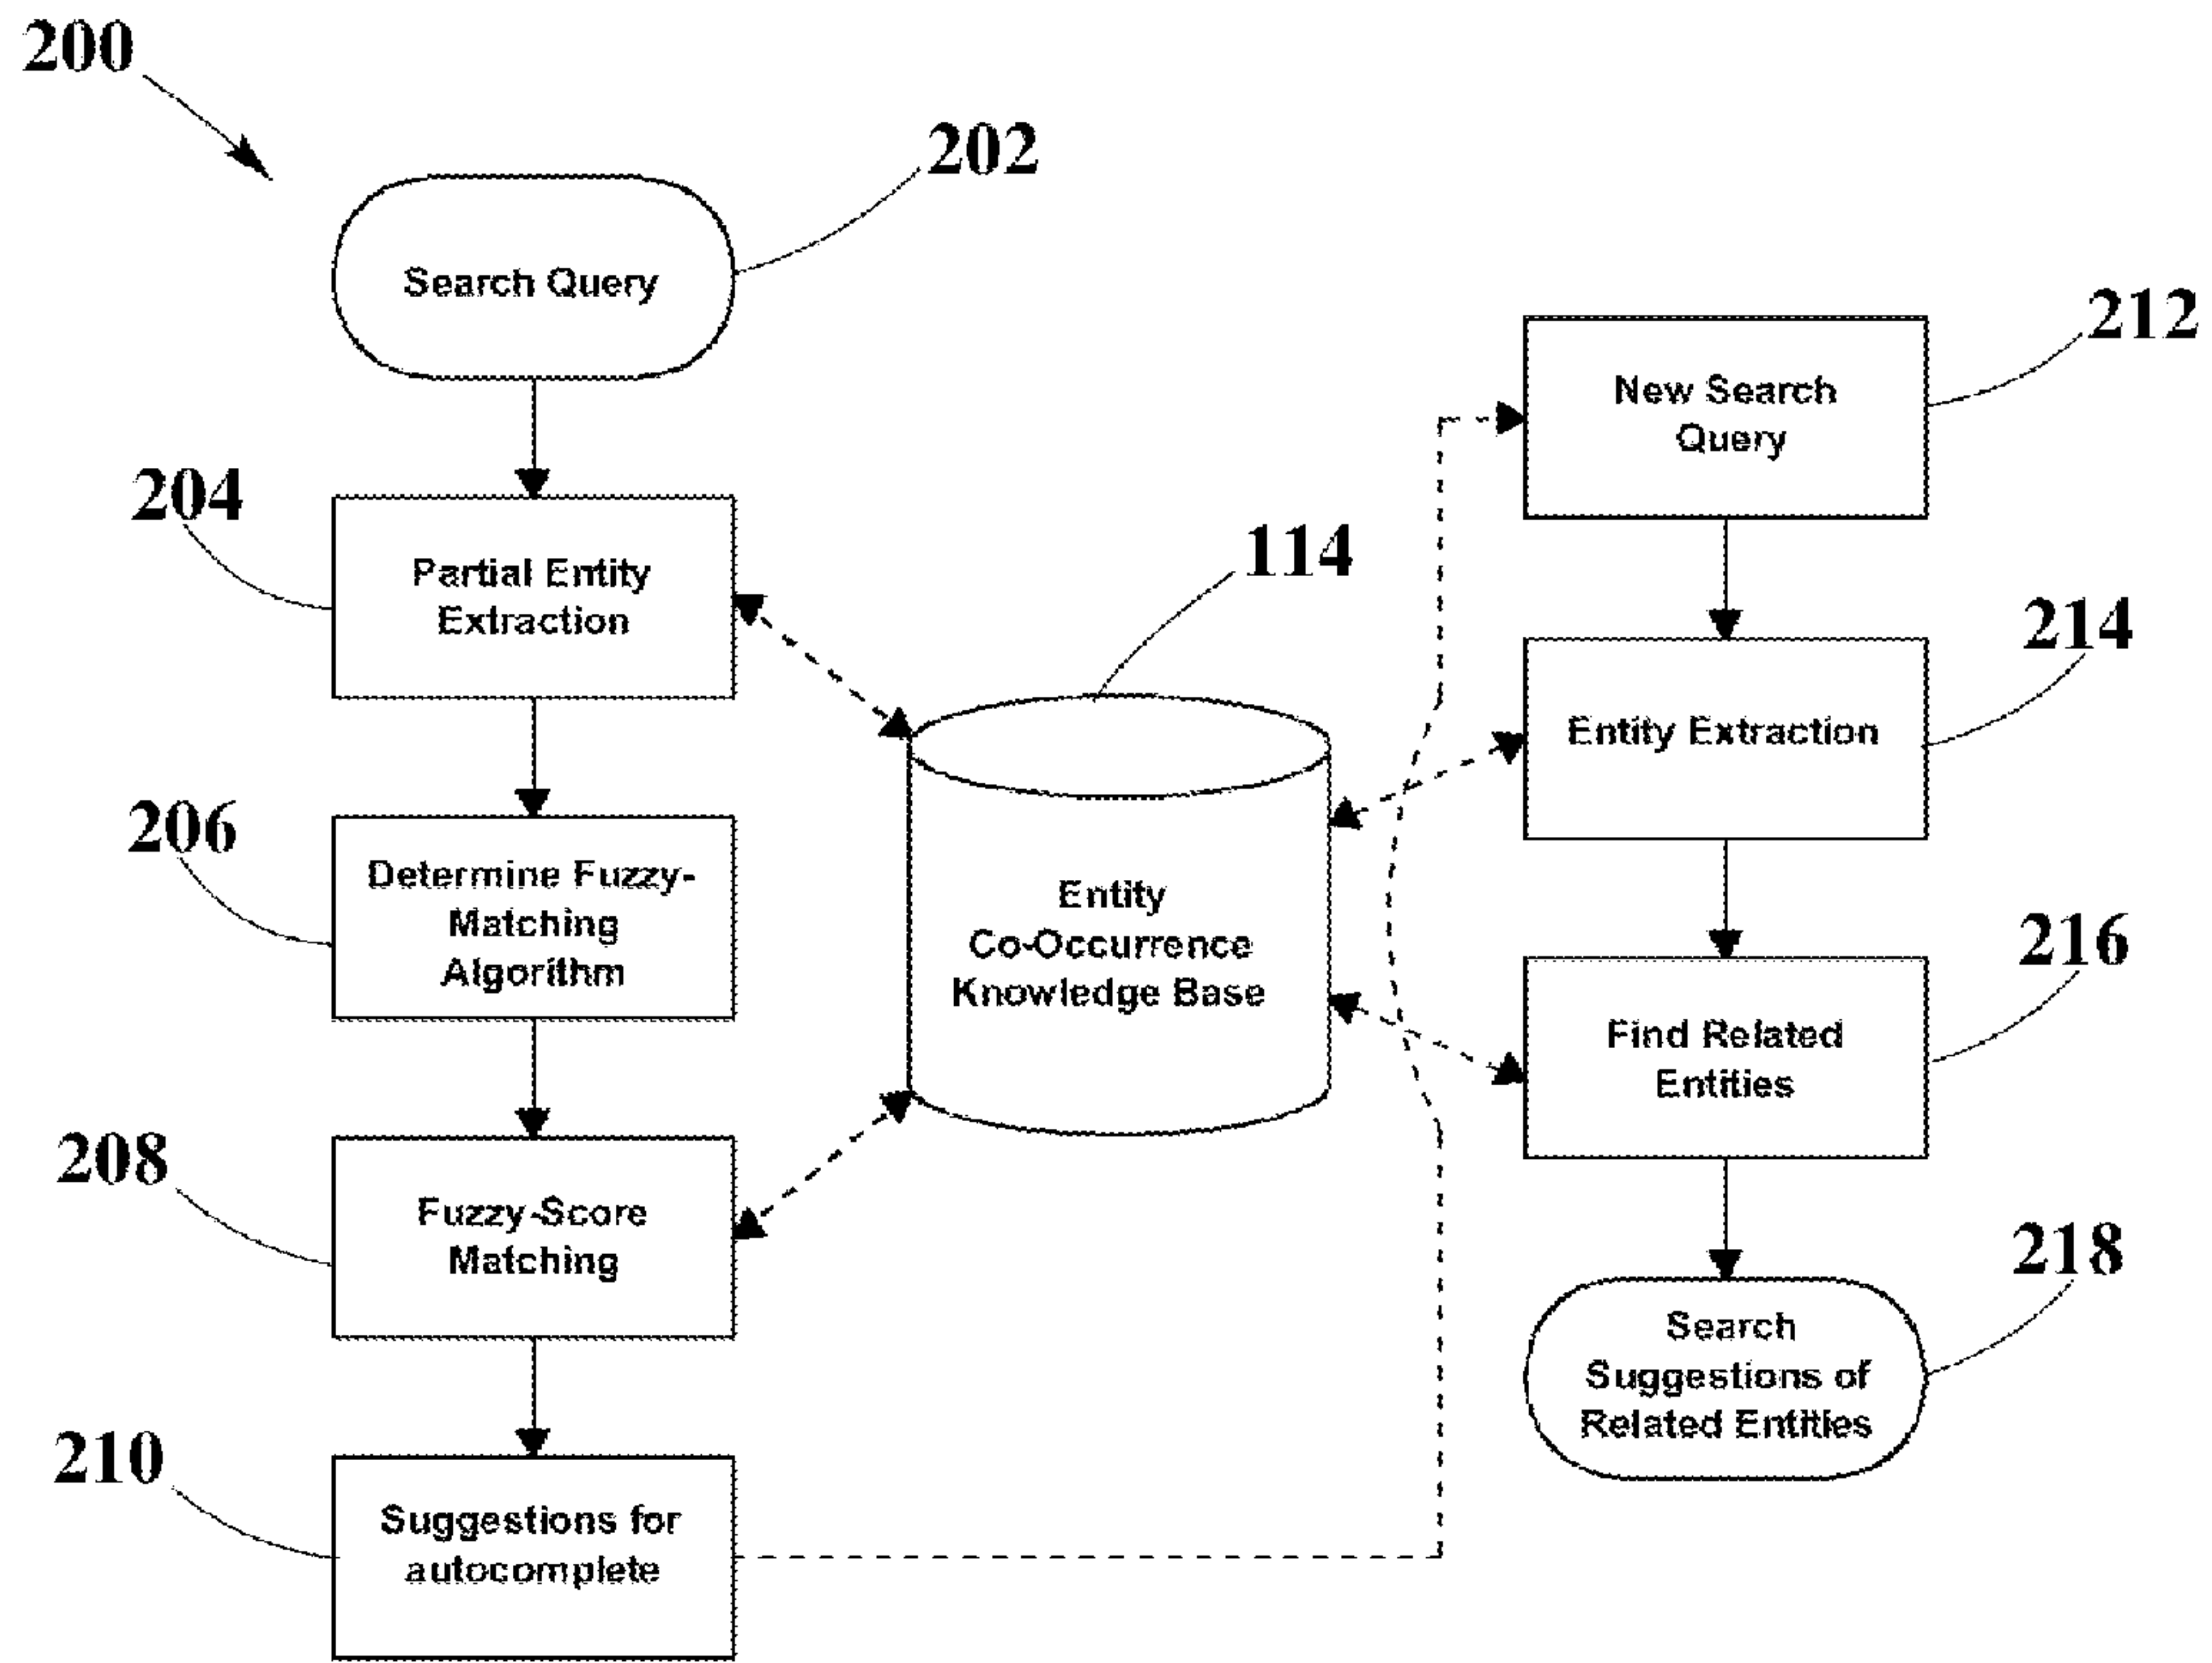 200
202
Search Query
204
Partial Entity
Extraction
206
Determine Fuzzy-
Matching
Algorithm
208
Fuzzy-Score
Matching
210
Suggestions for
autocomplete
114
Entity
Co-Occurrence
Knowledge Base
212
New Search
Query
214
Entity Extraction
216
Find Related
Entities
218
Search
Suggestions of
Related Entities